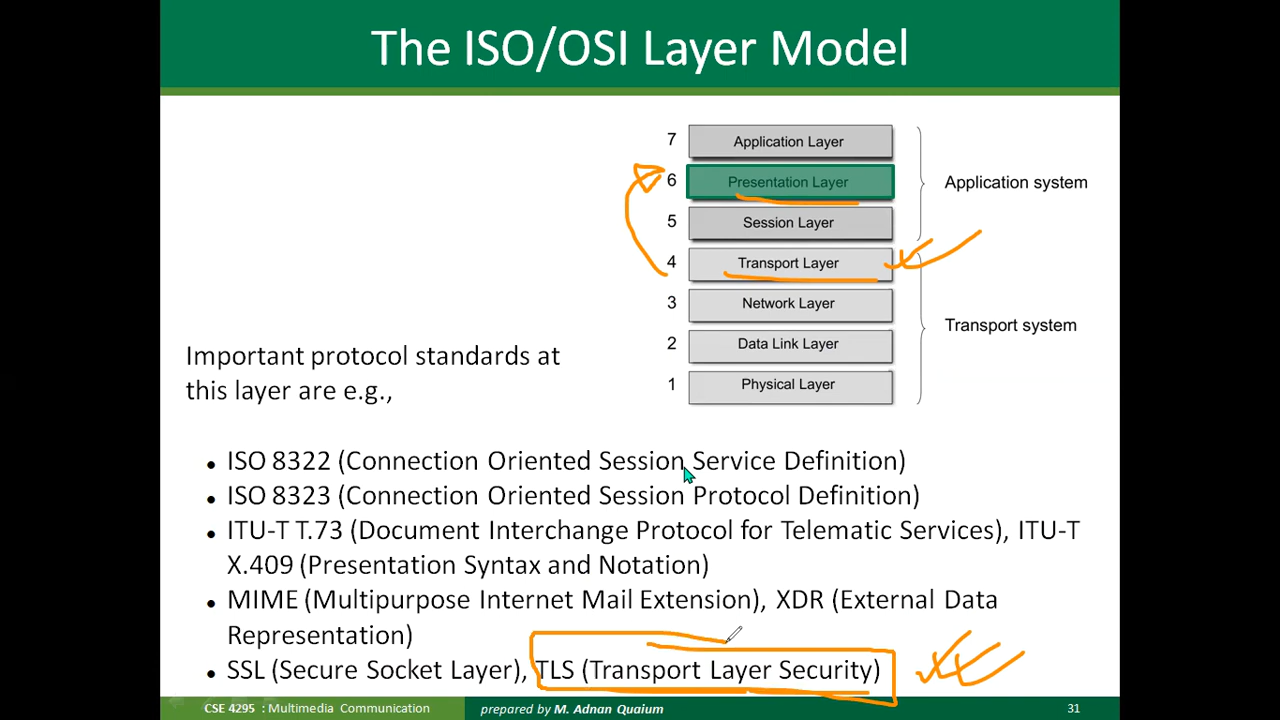 The ISO/OSI Layer Model
7 Application Layer
6 Presentation Layer
Application system
5 Session Layer
4 Transport Layer
3 Network Layer
Transport system
2 Data Link Layer
1 Physical Layer
Important protocol standards at
this layer are e.g.,
• ISO 8322 (Connection Oriented Session Service Definition)
• ISO 8323 (Connection Oriented Session Protocol Definition)
• ITU-T T.73 (Document Interchange Protocol for Telematic Services), ITU-T
X.409 (Presentation Syntax and Notation)
• MIME (Multipurpose Internet Mail Extension), XDR (External Data
Representation)
• SSL (Secure Socket Layer), TLS (Transport Layer Security)
CSE 4295 : Multimedia Communication prepared by M. Adnan Quaium 31